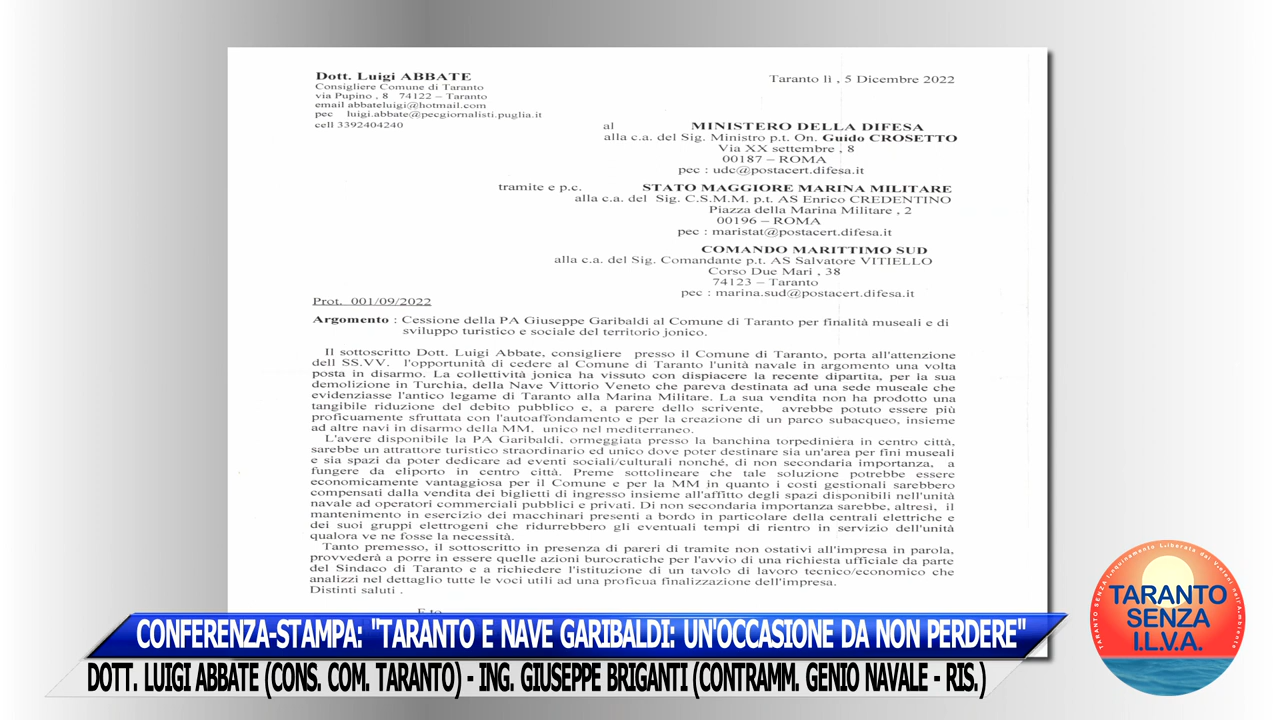 Dott. Luigi ABBATE
Consigliere Comune di Taranto
via Pupino , 8 74122 – Taranto
email abbateluigi@hotmail.com
pec luigi.abbate@pecgiornalisti.puglia.it
cell 3392404240
Taranto lì , 5 Dicembre 2022
al MINISTERO DELLA DIFESA
alla c.a. del Sig. Ministro p.t. On. Guido CROSETTO
Via XX settembre , 8
00187 – ROMA
pec : udc@postacert.difesa.it
tramite e p.c. STATO MAGGIORE MARINA MILITARE
alla c.a. del Sig. C.S.M.M. p.t. AS Enrico CREDENTINO
Piazza della Marina Militare , 2
00196 – ROMA
pec : maristat@postacert.difesa.it
COMANDO MARITTIMO SUD
alla c.a. del Sig. Comandante p.t. AS Salvatore VITIELLO
Corso Due Mari , 38
74123 – Taranto
pec : marina.sud@postacert.difesa.it
Prot. 001/09/2022
Argomento : Cessione della PA Giuseppe Garibaldi al Comune di Taranto per finalità museali e di
sviluppo turistico e sociale del territorio jonico.
Il sottoscritto Dott. Luigi Abbate, consigliere presso il Comune di Taranto, porta all'attenzione
dell SS.VV. l'opportunità di cedere al Comune di Taranto l'unità navale in argomento una volta
posta in disarmo. La collettività jonica ha vissuto con dispiacere la recente dipartita, per la sua
demolizione in Turchia, della Nave Vittorio Veneto che pareva destinata ad una sede museale che
evidenziasse l'antico legame di Taranto alla Marina Militare. La sua vendita non ha prodotto una
tangibile riduzione del debito pubblico e, a parere dello scrivente, avrebbe potuto essere più
proficuamente sfruttata con l'autoaffondamento e per la creazione di un parco subacqueo, insieme
ad altre navi in disarmo della MM. unico nel mediterraneo.
L'avere disponibile la PA Garibaldi, ormeggiata presso la banchina torpediniera in centro città,
sarebbe un attrattore turistico straordinario ed unico dove poter destinare sia un'area per fini museali
e sia spazi da poter dedicare ad eventi sociali/culturali nonché, di non secondaria importanza, a
fungere da eliporto in centro città. Preme sottolineare che tale soluzione potrebbe essere
economicamente vantaggiosa per il Comune e per la MM in quanto i costi gestionali sarebbero
compensati dalla vendita dei biglietti di ingresso insieme all'affitto degli spazi disponibili nell'unità
navale ad operatori commerciali pubblici e privati. Di non secondaria importanza sarebbe, altresì, il
mantenimento in esercizio dei macchinari presenti a bordo in particolare della centrali elettriche e
dei suoi gruppi elettrogeni che ridurrebbero gli eventuali tempi di rientro in servizio dell'unità
qualora ve ne fosse la necessità.
Tanto premesso, il sottoscritto in presenza di pareri di tramite non ostativi all'impresa in parola,
provvederà a porre in essere quelle azioni burocratiche per l'avvio di una richiesta ufficiale da parte
del Sindaco di Taranto e a richiedere l'istituzione di un tavolo di lavoro tecnico/economico che
analizzi nel dettaglio tutte le voci utili ad una proficua finalizzazione dell'impresa.
Distinti saluti .
F.to
CONFERENZA-STAMPA: "TARANTO E NAVE GARIBALDI: UN'OCCASIONE DA NON PERDERE"
DOTT. LUIGI ABBATE (CONS. COM. TARANTO) - ING. GIUSEPPE BRIGANTI (CONTRAMM. GENIO NAVALE - RIS.)
TARANTO
SENZA
I.L.V.A.